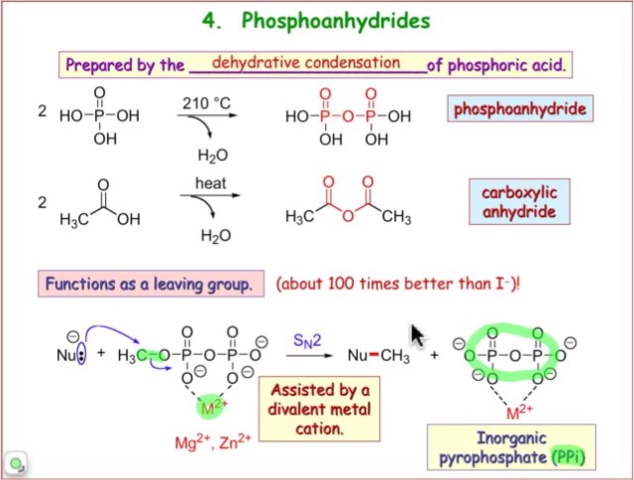 4. Phosphoanhydrides
Prepared by the dehydrative condensation of phosphoric acid.
2 HO-P-OH
O
OH
210 °C
H₂O
HO-P-O-P-OH
O O
OH OH
phosphoanhydride
2 H₃C
O
OH
heat
H₂O
H₃C
O O
O
CH₃
carboxylic
anhydride
Functions as a leaving group. (about 100 times better than I⁻)!
Nu:⊖ + H₃C-O-P-O-P-O⊖
O O
O⊖ O⊖
M²⁺
Mg²⁺, Zn²⁺
SN2
Assisted by a
divalent metal
cation.
Nu-CH₃ + ⊖O-P-O-P-O⊖
O O
⊖O O⊖
M²⁺
Inorganic
pyrophosphate (PPi)